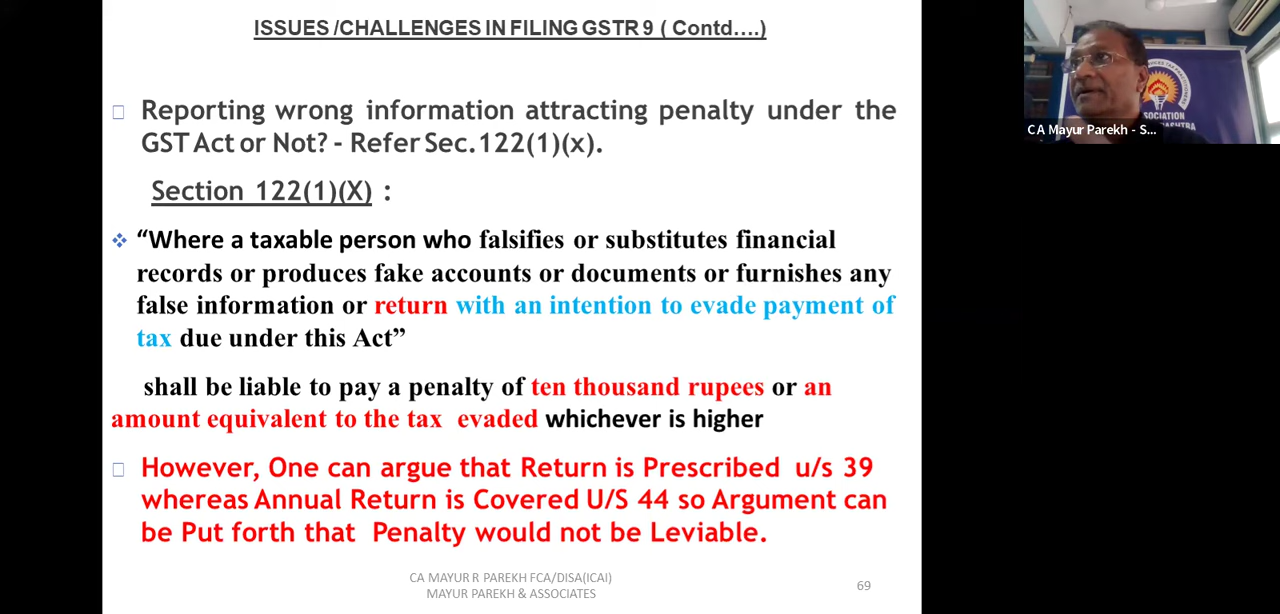 ISSUES /CHALLENGES IN FILING GSTR 9 ( Contd….)
Reporting wrong information attracting penalty under the
GST Act or Not? - Refer Sec.122(1)(x).
Section 122(1)(X) :
“Where a taxable person who falsifies or substitutes financial
records or produces fake accounts or documents or furnishes any
false information or return with an intention to evade payment of
tax due under this Act”
shall be liable to pay a penalty of ten thousand rupees or an
amount equivalent to the tax evaded whichever is higher
However, One can argue that Return is Prescribed u/s 39
whereas Annual Return is Covered U/S 44 so Argument can
be Put forth that Penalty would not be Leviable.
CA MAYUR R PAREKH FCA/DISA(ICAI)
MAYUR PAREKH & ASSOCIATES
69
SOCIATION
C A Mayur Parekh - S...